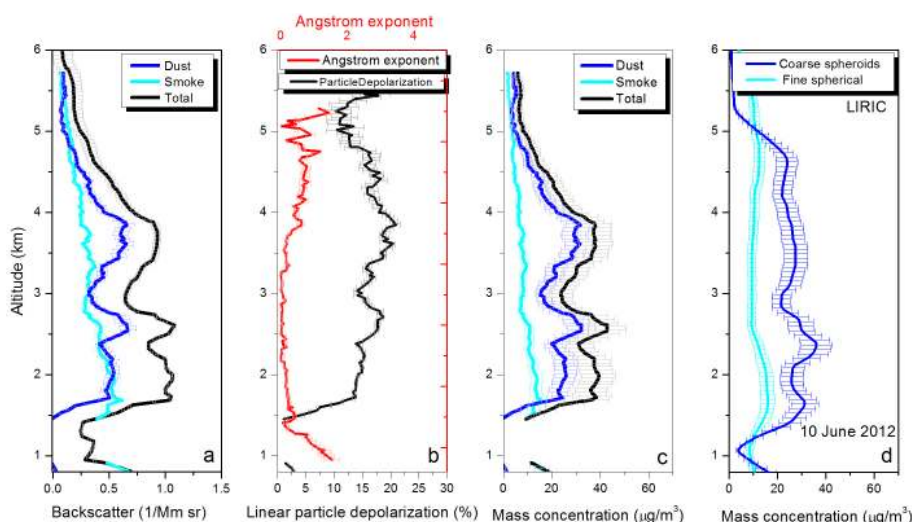 Angstrom exponent
0 2 4
6 6 6 6
Dust
Smoke
Total
Angstrom exponent
ParticleDepolarization
Dust
Smoke
Total
Coarse spheroids
Fine spherical
LIRIC
5 5 5 5
4 4 4 4
Altitude (km)
3 3 3 3
2 2 2 2
10 June 2012
1 1 1 1
a b c d
0.0 0.5 1.0 1.5
0 5 10 15 20 25 30
0 20 40 60
0 20 40 60
Backscatter (1/Mm sr)
Linear particle depolarization (%)
Mass concentration (μg/m³)
Mass concentration (μg/m³)